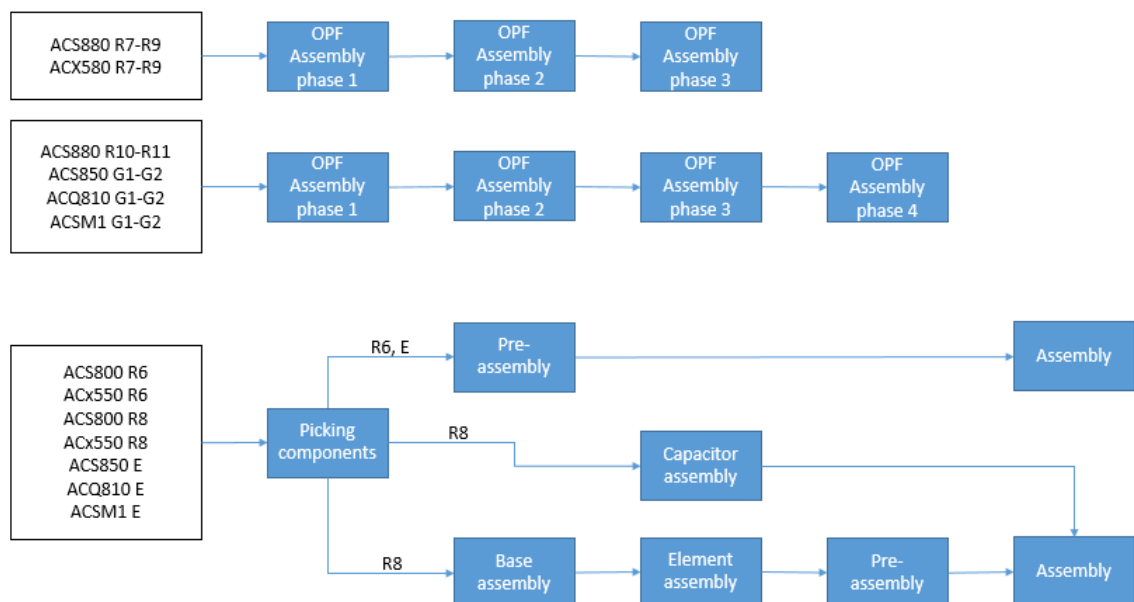 ACS880 R7-R9
ACX580 R7-R9
OPF
Assembly
phase 1
OPF
Assembly
phase 2
OPF
Assembly
phase 3
ACS880 R10-R11
ACS850 G1-G2
ACQ810 G1-G2
ACSM1 G1-G2
OPF
Assembly
phase 1
OPF
Assembly
phase 2
OPF
Assembly
phase 3
OPF
Assembly
phase 4
ACS800 R6
ACx550 R6
ACS800 R8
ACx550 R8
ACS850 E
ACQ810 E
ACSM1 E
Picking
components
R6, E
Pre-
assembly
Assembly
R8
Capacitor
assembly
R8
Base
assembly
Element
assembly
Pre-
assembly
Assembly